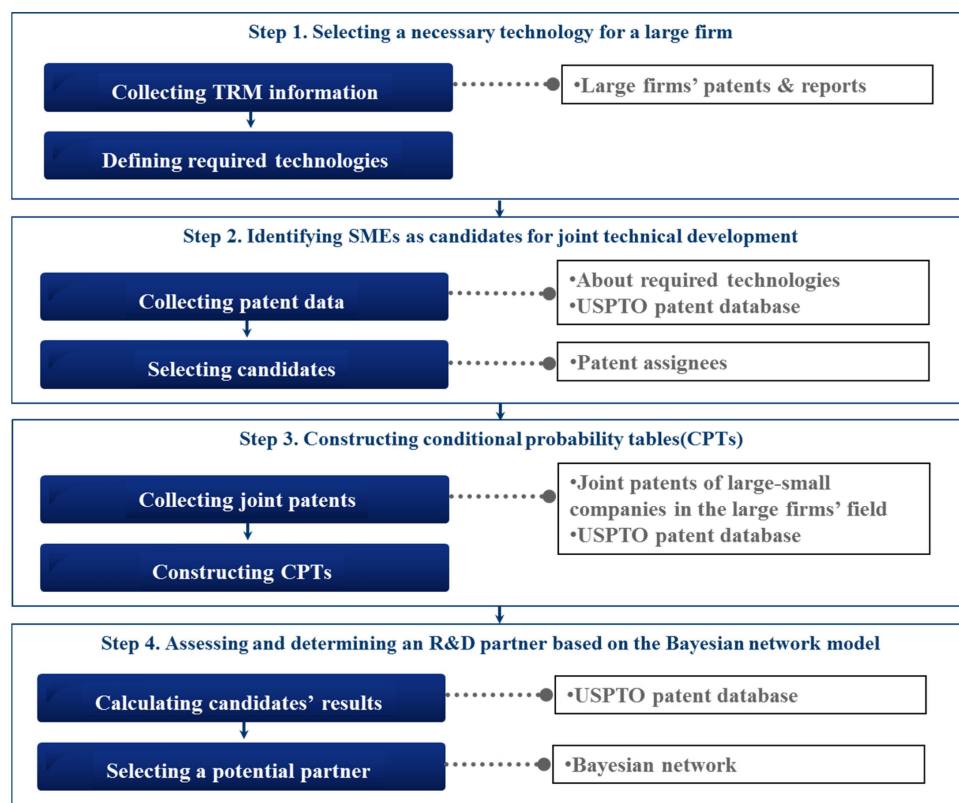 Step 1. Selecting a necessary technology for a large firm
Collecting TRM information
•Large firms’ patents & reports
Defining required technologies
Step 2. Identifying SMEs as candidates for joint technical development
Collecting patent data
•About required technologies
•USPTO patent database
Selecting candidates
•Patent assignees
Step 3. Constructing conditional probability tables(CPTs)
Collecting joint patents
•Joint patents of large-small
companies in the large firms’ field
•USPTO patent database
Constructing CPTs
Step 4. Assessing and determining an R&D partner based on the Bayesian network model
Calculating candidates’ results
•USPTO patent database
Selecting a potential partner
•Bayesian network